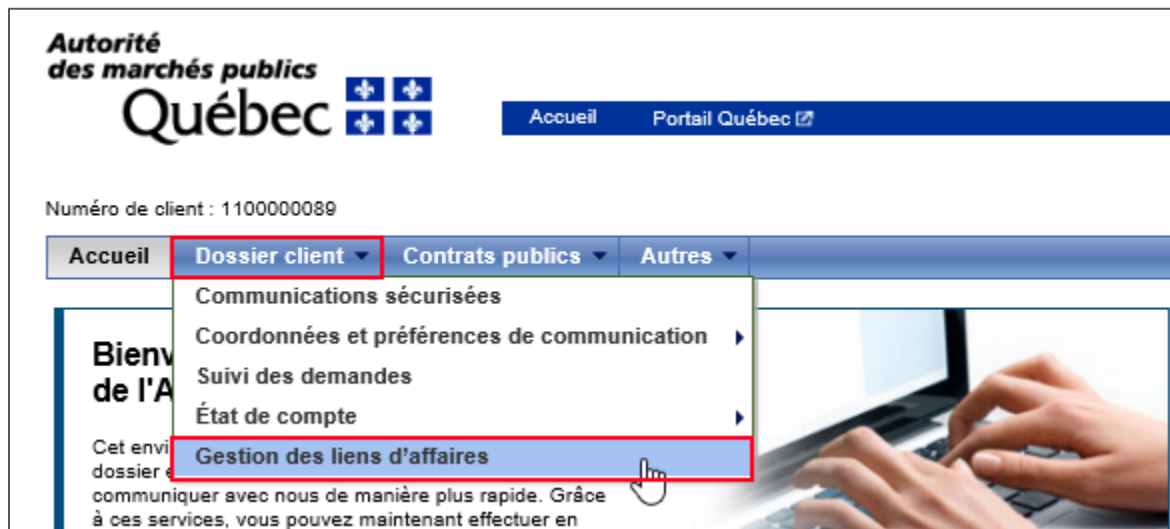 Autorité
des marchés publics
Québec
Accueil Portail Québec
Numéro de client : 1100000089
Accueil Dossier client Contrats publics Autres
Communications sécurisées
Coordonnées et préférences de communication
Suivi des demandes
État de compte
Gestion des liens d’affaires
Bienv
de l'A
Cet envi
dossier
communiquer avec nous de manière plus rapide. Grâce
à ces services, vous pouvez maintenant effectuer en